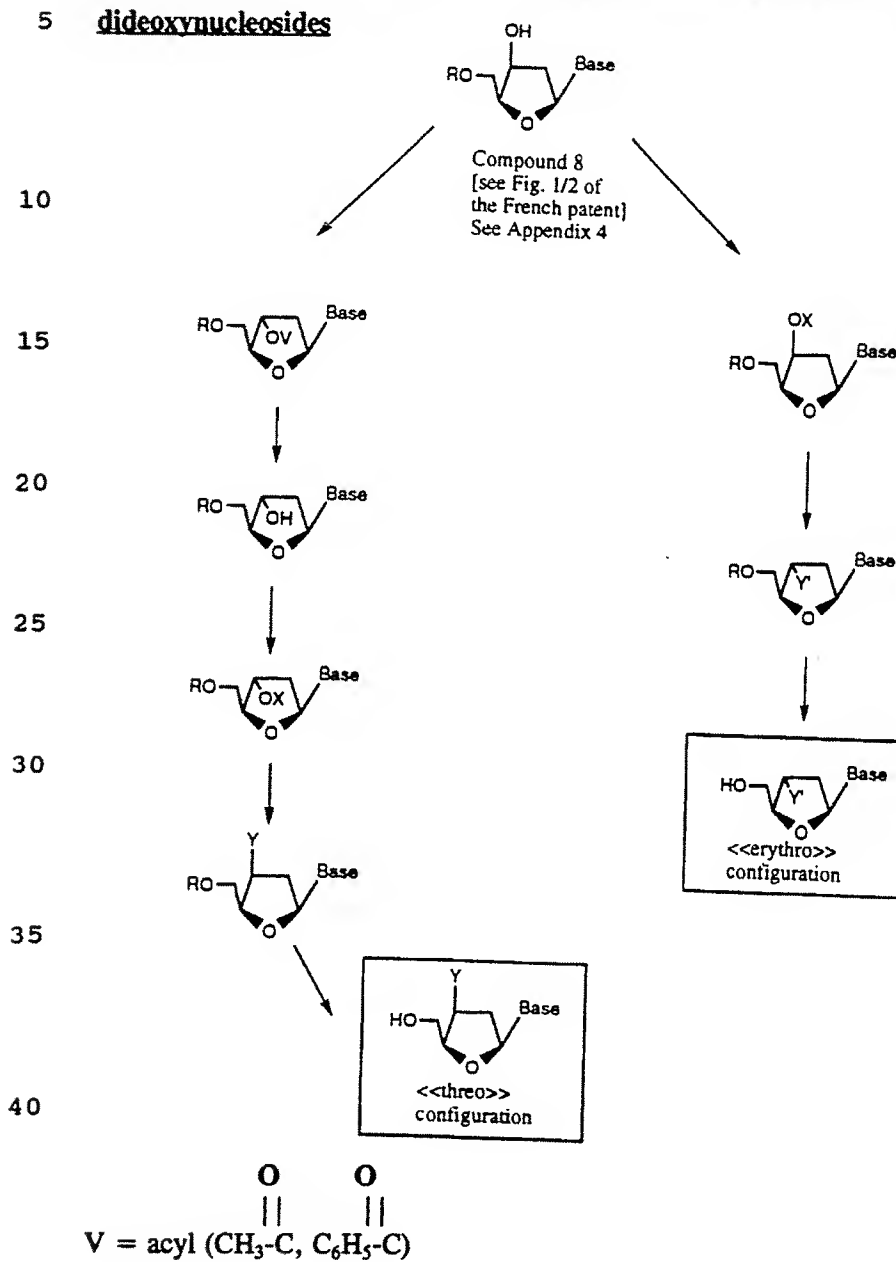 5 dideoxynucleosides
OH
RO Base
O
Compound 8
[see Fig. 1/2 of
the French patent]
See Appendix 4
10
15
RO OV Base
O
OX
RO Base
O
20
RO OH Base
O
RO Y' Base
O
25
RO OX Base
O
30
HO Y' Base
O
<<erythro>>
configuration
Y
RO Base
O
35
Y
HO Base
O
<<threo>>
configuration
40
O O
V = acyl (CH₃-C, C₆H₅-C)